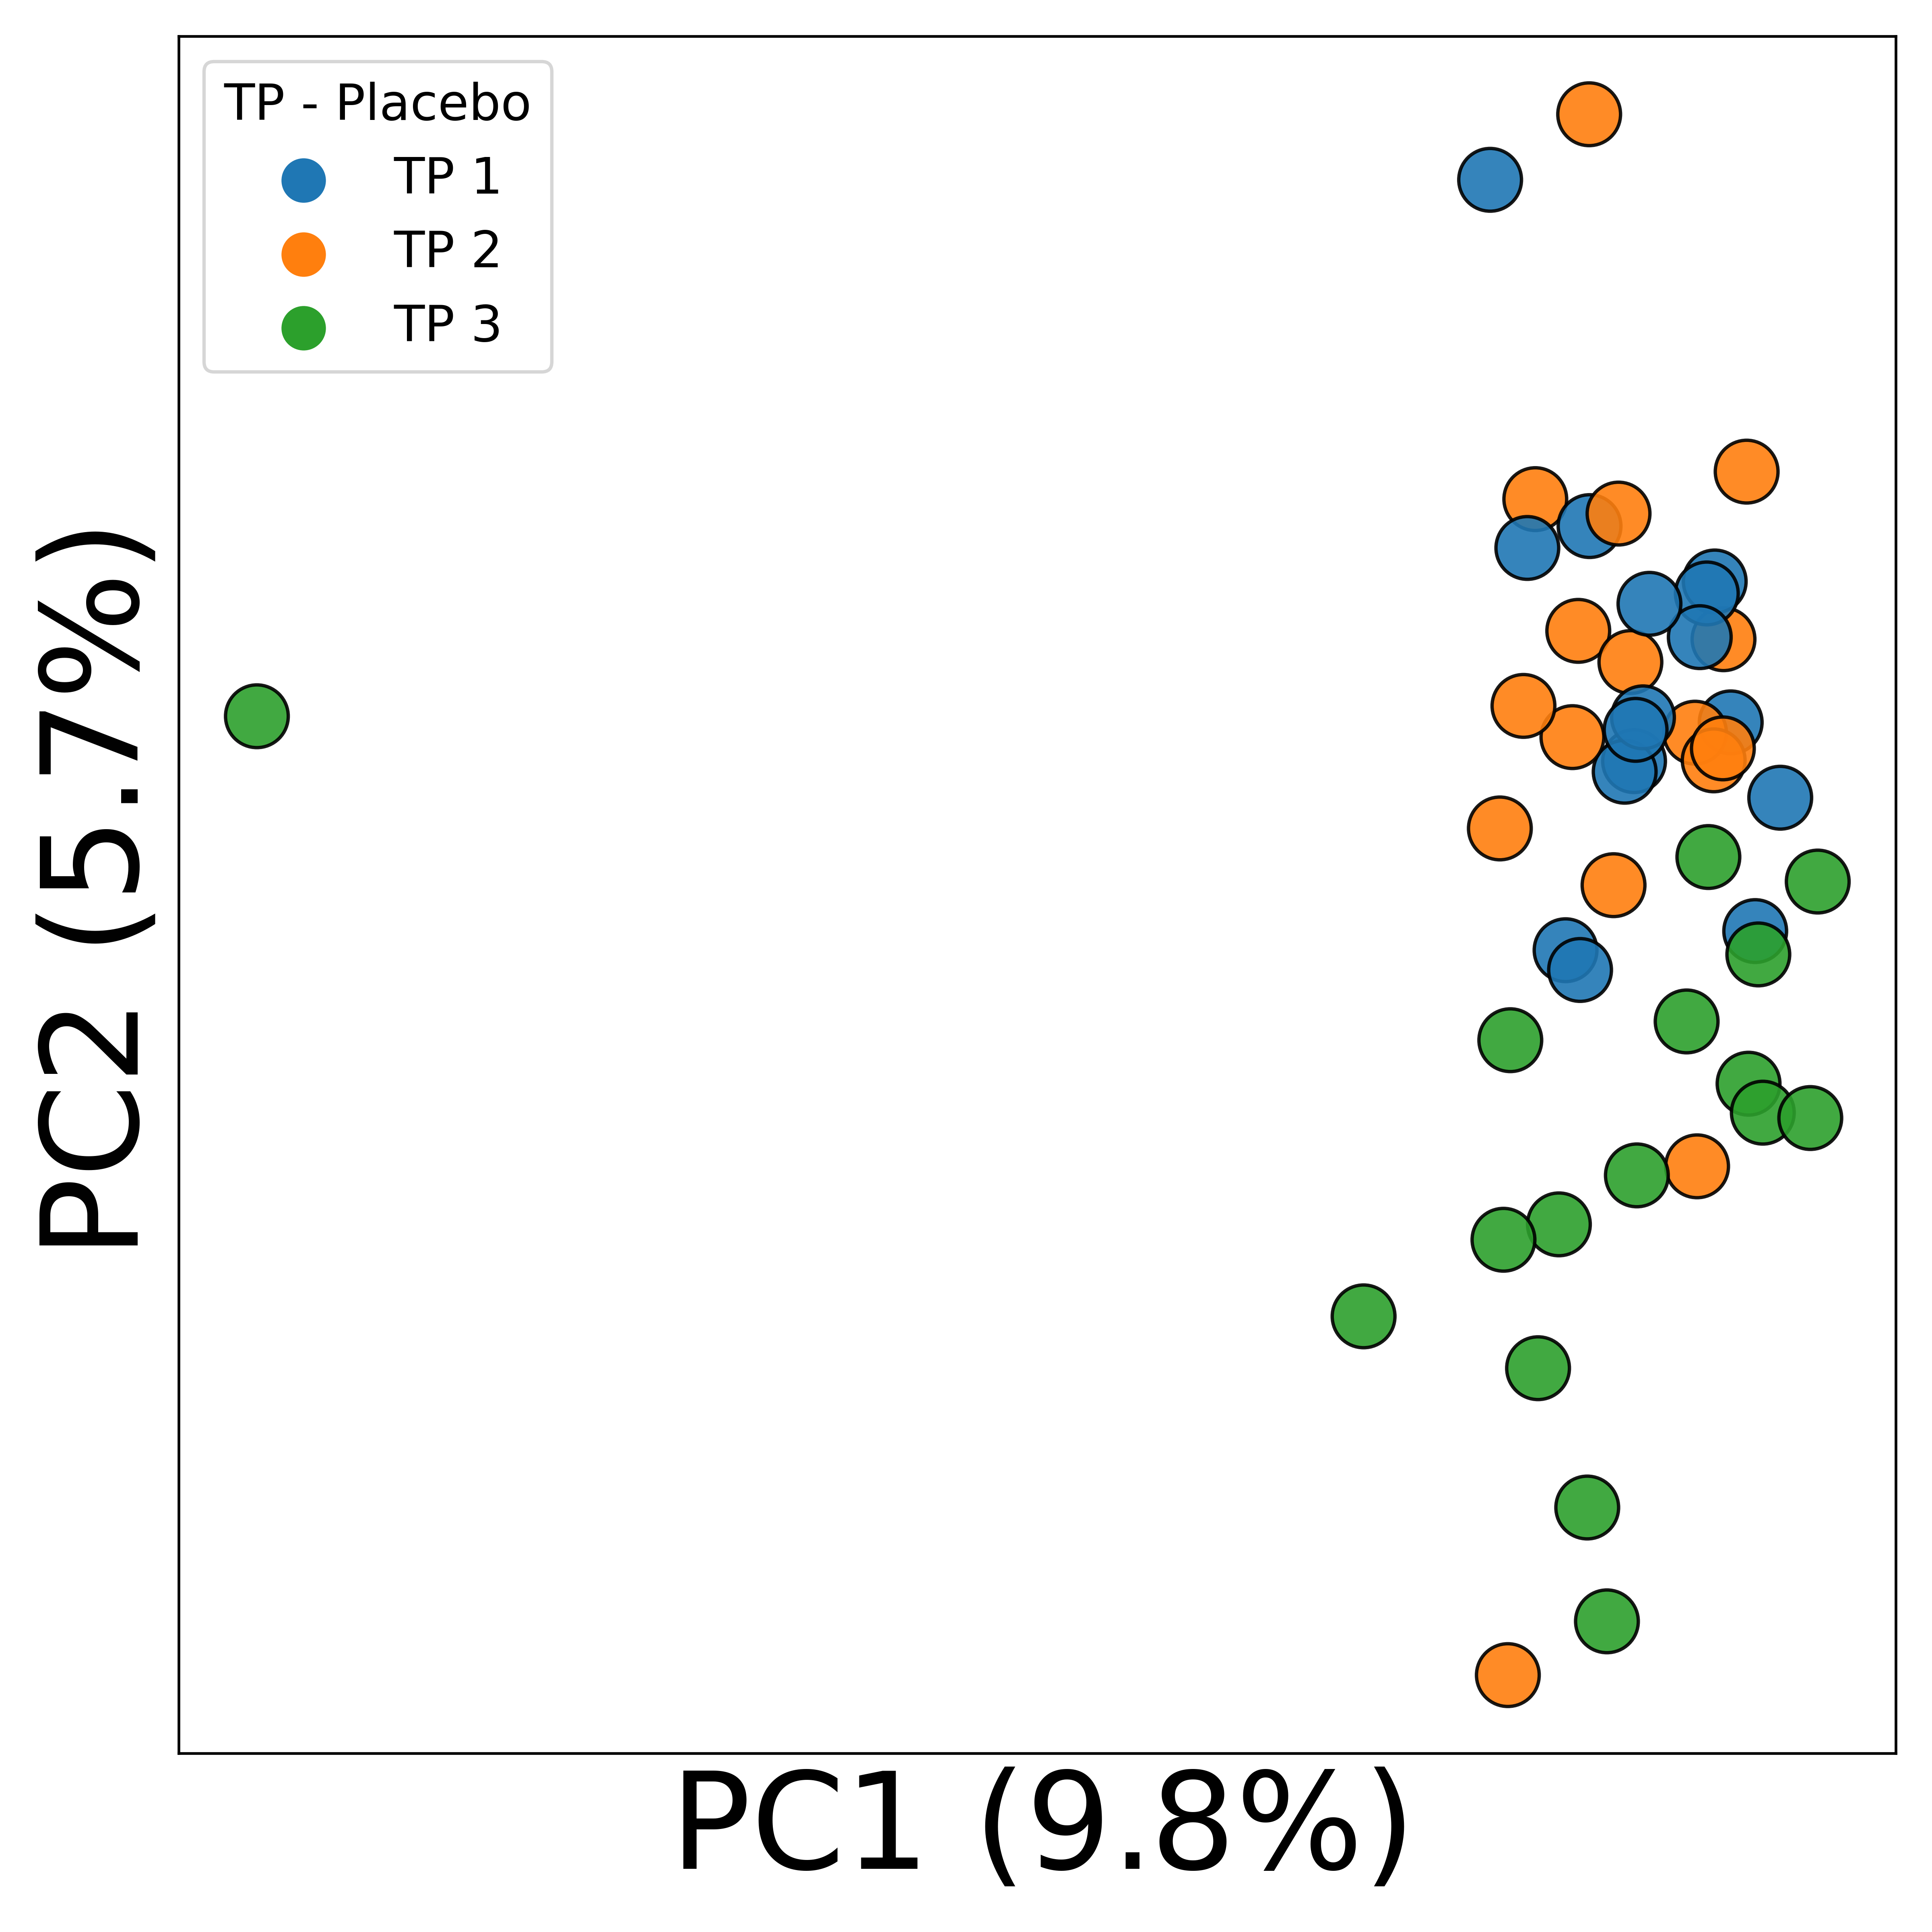 TP - Placebo
TP 1
TP 2
TP 3
PC2 (5.7%)
PC1 (9.8%)